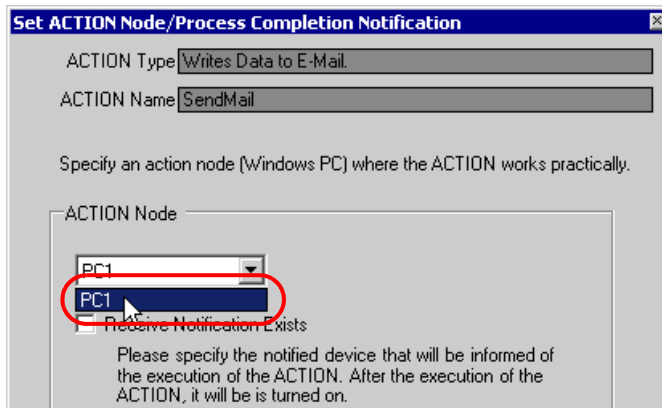 Set ACTION Node/Process Completion Notification
ACTION Type Writes Data to E-Mail.
ACTION Name SendMail
Specify an action node (Windows PC) where the ACTION works practically.
ACTION Node
PC1
PC1
Receive Notification Exists
Please specify the notified device that will be informed of
the execution of the ACTION. After the execution of the
ACTION, it will be is turned on.